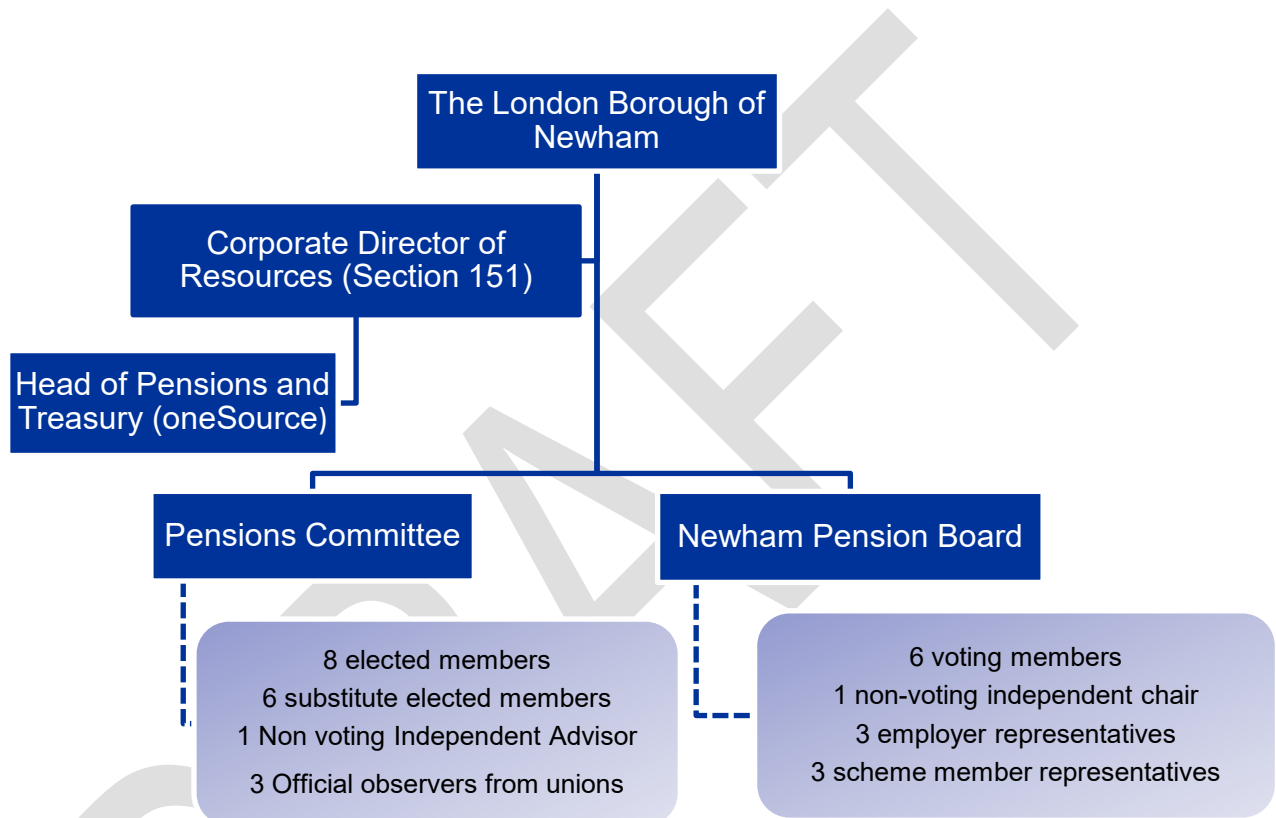 The London Borough of
Newham
Corporate Director of
Resources (Section 151)
Head of Pensions and
Treasury (oneSource)
Pensions Committee
Newham Pension Board
8 elected members
6 substitute elected members
1 Non voting Independent Advisor
3 Official observers from unions
6 voting members
1 non-voting independent chair
3 employer representatives
3 scheme member representatives
DRAFT